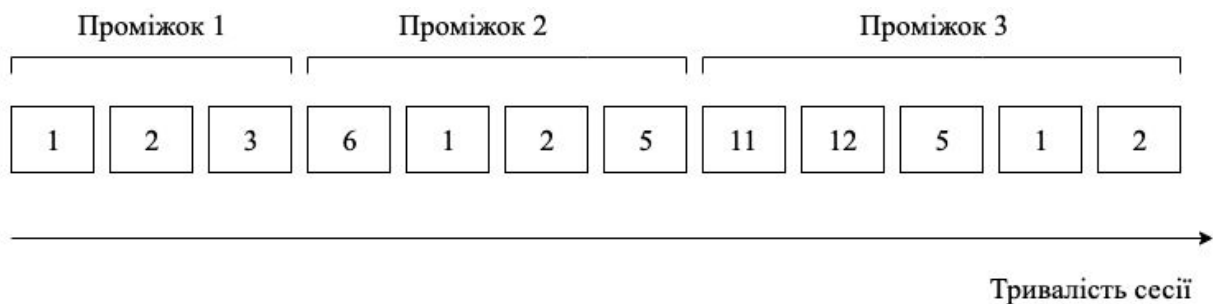 Проміжок 1 Проміжок 2 Проміжок 3
1 2 3 6 1 2 5 11 12 5 1 2
Тривалість сесії